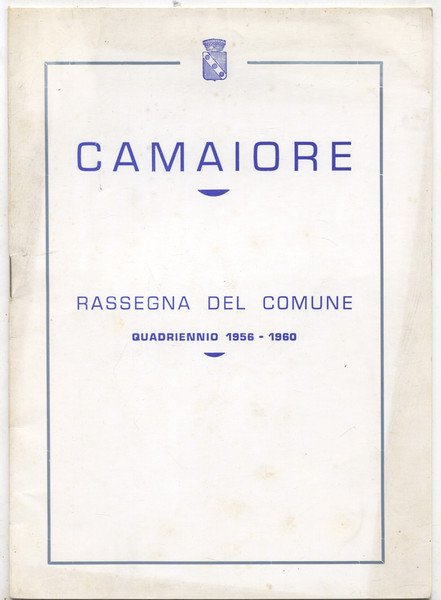 CAMAIORE
RASSEGNA DEL COMUNE
QUADRIENNIO 1956 - 1960